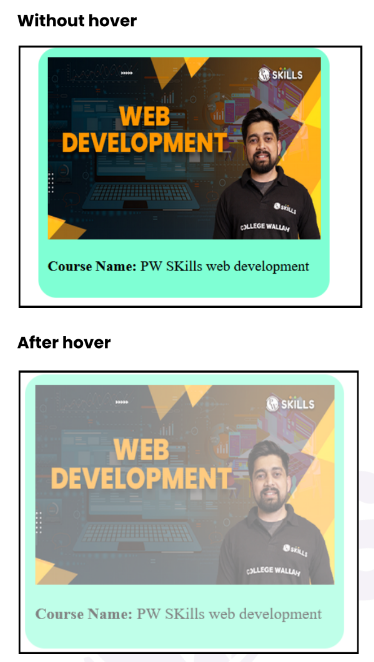 Without hover
SKILLS
WEB
DEVELOPMENT
SKILLS
COLLEGE WALLAH
Course Name: PW SKills web development
After hover
SKILLS
WEB
DEVELOPMENT
SKILLS
COLLEGE WALLAH
Course Name: PW SKills web development